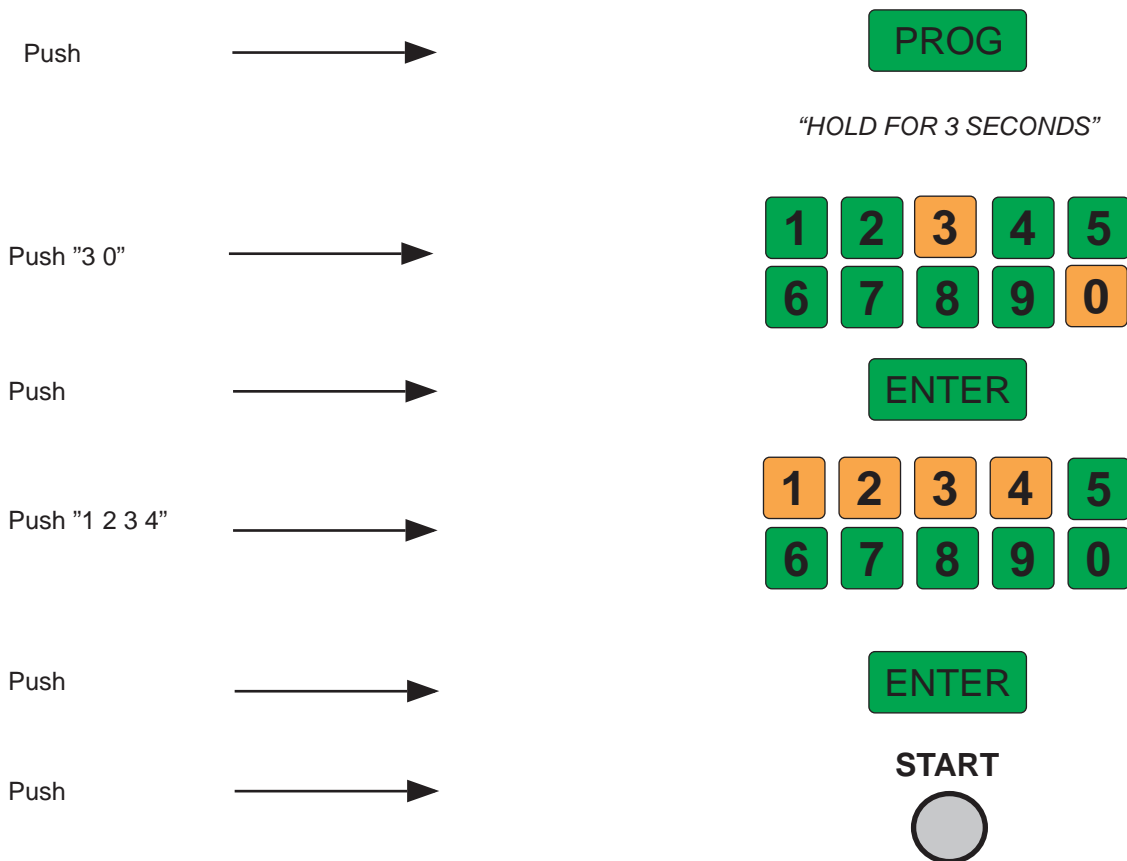 Push PROG
“HOLD FOR 3 SECONDS”
1 2 3 4 5
Push ”3 0”
6 7 8 9 0
Push ENTER
1 2 3 4 5
Push ”1 2 3 4”
6 7 8 9 0
Push ENTER
START
Push